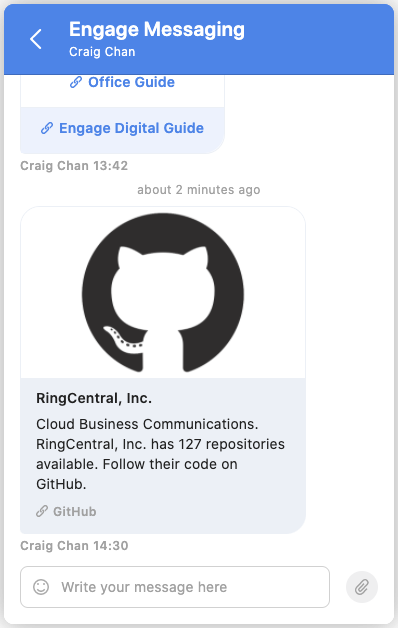 Engage Messaging
Craig Chan
Office Guide
Engage Digital Guide
Craig Chan 13:42
about 2 minutes ago
RingCentral, Inc.
Cloud Business Communications.
RingCentral, Inc. has 127 repositories
available. Follow their code on
GitHub.
GitHub
Craig Chan 14:30
Write your message here